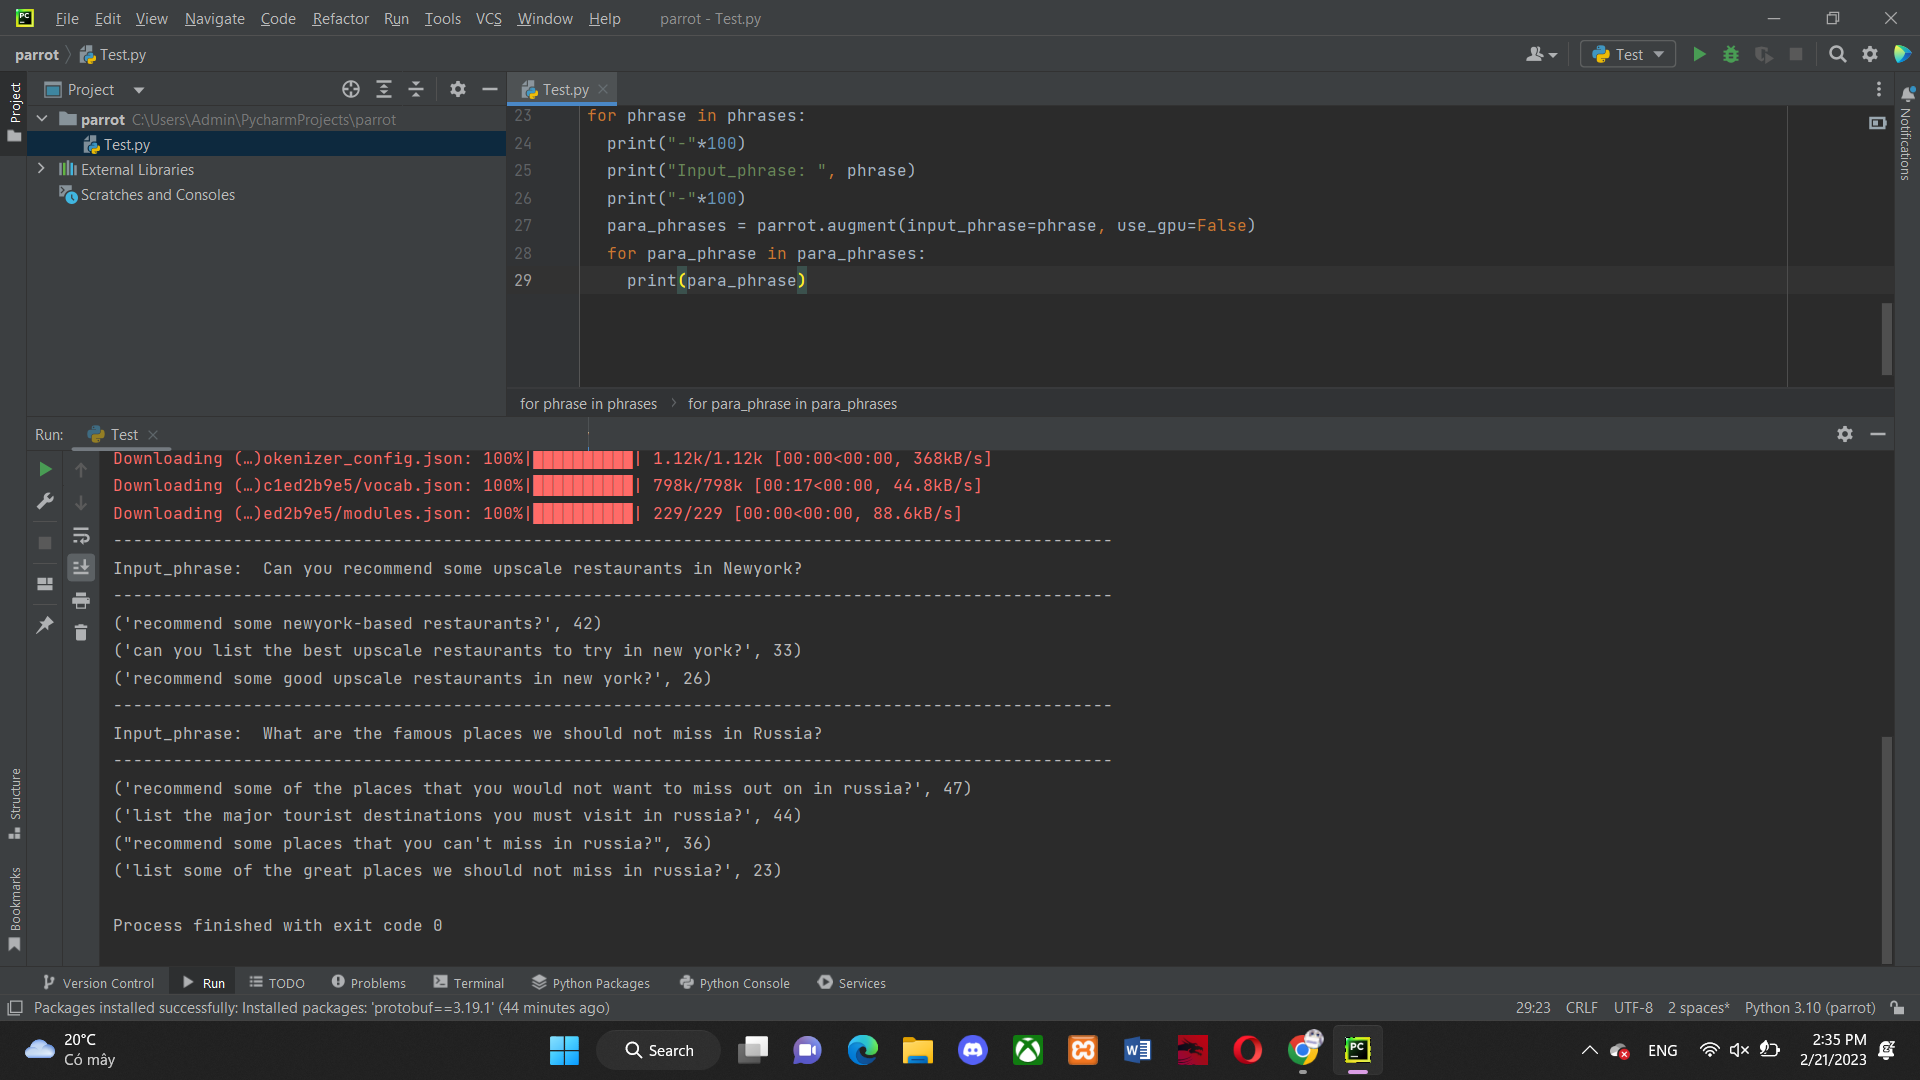 File Edit View Navigate Code Refactor Run Tools VCS Window Help parrot - Test.py
parrot Test.py
Test
Project
Test.py
parrot C:\Users\Admin\PycharmProjects\parrot
Test.py
External Libraries
Scratches and Consoles
Project
Structure
Bookmarks
Notifications
23 for phrase in phrases:
24 print("-"*100)
25 print("Input_phrase: ", phrase)
26 print("-"*100)
27 para_phrases = parrot.augment(input_phrase=phrase, use_gpu=False)
28 for para_phrase in para_phrases:
29 print(para_phrase)
for phrase in phrases for para_phrase in para_phrases
Run: Test
Downloading (…)okenizer_config.json: 100%|██████████| 1.12k/1.12k [00:00<00:00, 368kB/s]
Downloading (…)c1ed2b9e5/vocab.json: 100%|██████████| 798k/798k [00:17<00:00, 44.8kB/s]
Downloading (…)ed2b9e5/modules.json: 100%|██████████| 229/229 [00:00<00:00, 88.6kB/s]
----------------------------------------------------------------------------------------------------
Input_phrase:  Can you recommend some upscale restaurants in Newyork?
----------------------------------------------------------------------------------------------------
('recommend some newyork-based restaurants?', 42)
('can you list the best upscale restaurants to try in new york?', 33)
('recommend some good upscale restaurants in new york?', 26)
----------------------------------------------------------------------------------------------------
Input_phrase:  What are the famous places we should not miss in Russia?
----------------------------------------------------------------------------------------------------
('recommend some of the places that you would not want to miss out on in russia?', 47)
('list the major tourist destinations you must visit in russia?', 44)
("recommend some places that you can't miss in russia?", 36)
('list some of the great places we should not miss in russia?', 23)
Process finished with exit code 0
Version Control Run TODO Problems Terminal Python Packages Python Console Services
Packages installed successfully: Installed packages: 'protobuf==3.19.1' (44 minutes ago)
29:23 CRLF UTF-8 2 spaces* Python 3.10 (parrot)
20°C
Có mây
Search
ENG
2:35 PM
2/21/2023